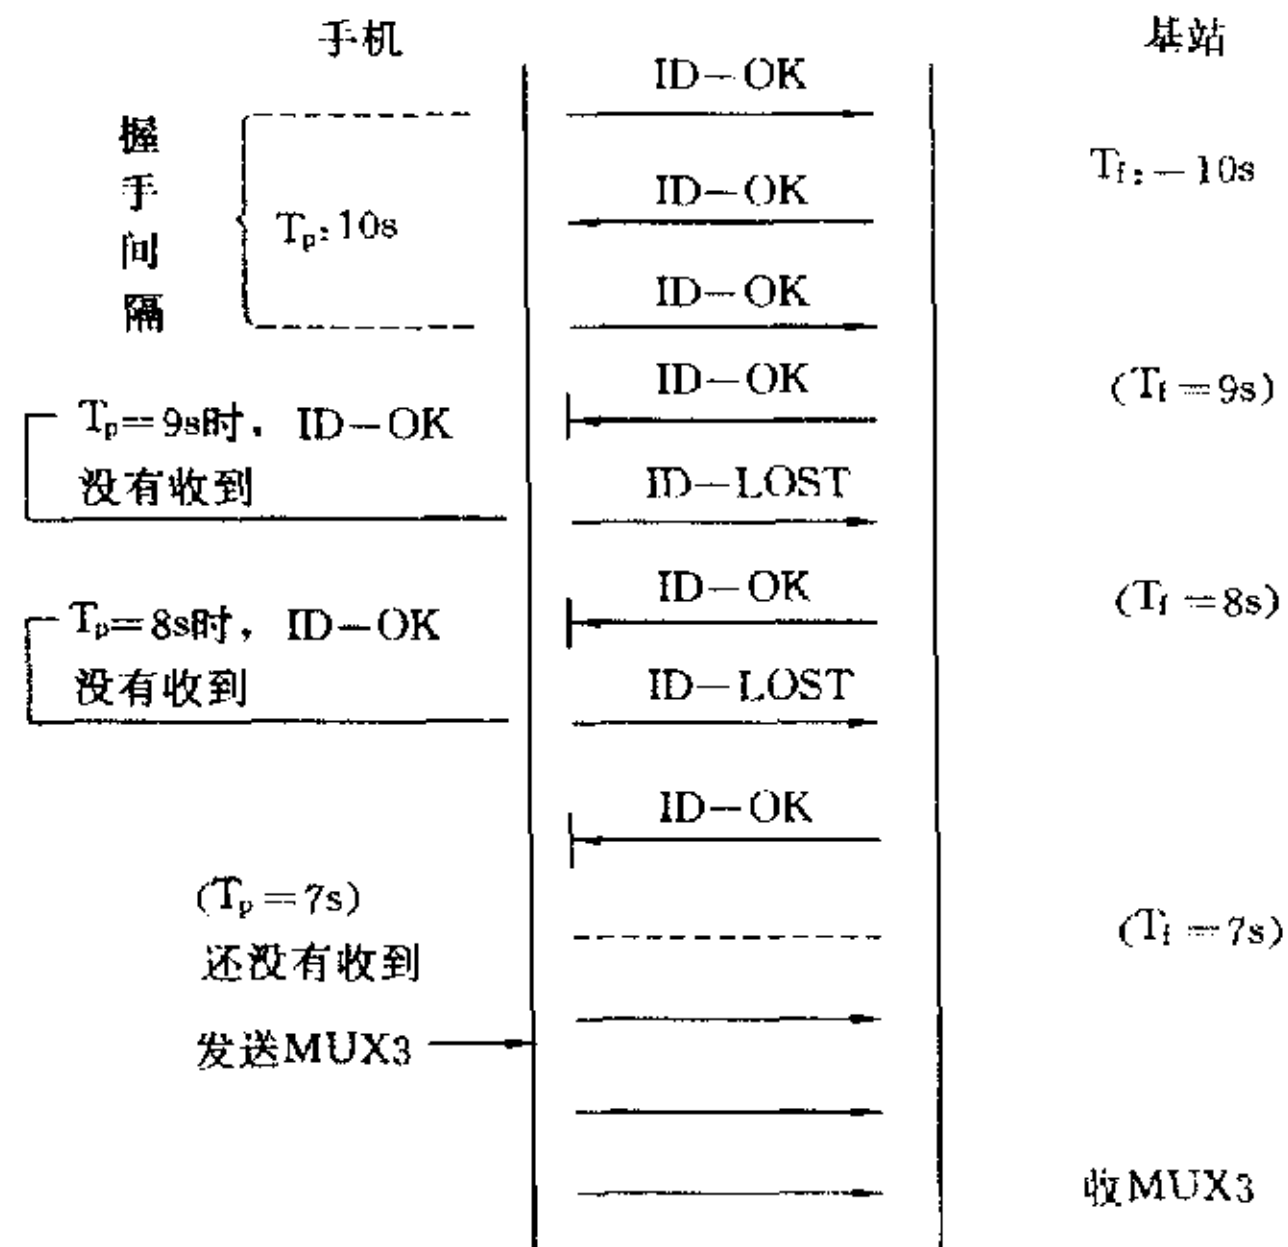 手机
基站
ID-OK
握手间隔
Tf:-10s
ID-OK
Tp:10s
ID-OK
ID-OK
(Tf=9s)
Tp=9s时，ID-OK
没有收到
ID-LOST
ID-OK
(Tf=8s)
Tp=8s时，ID-OK
没有收到
ID-LOST
ID-OK
(Tp=7s)
还没有收到
(Tf=7s)
发送MUX3
收MUX3